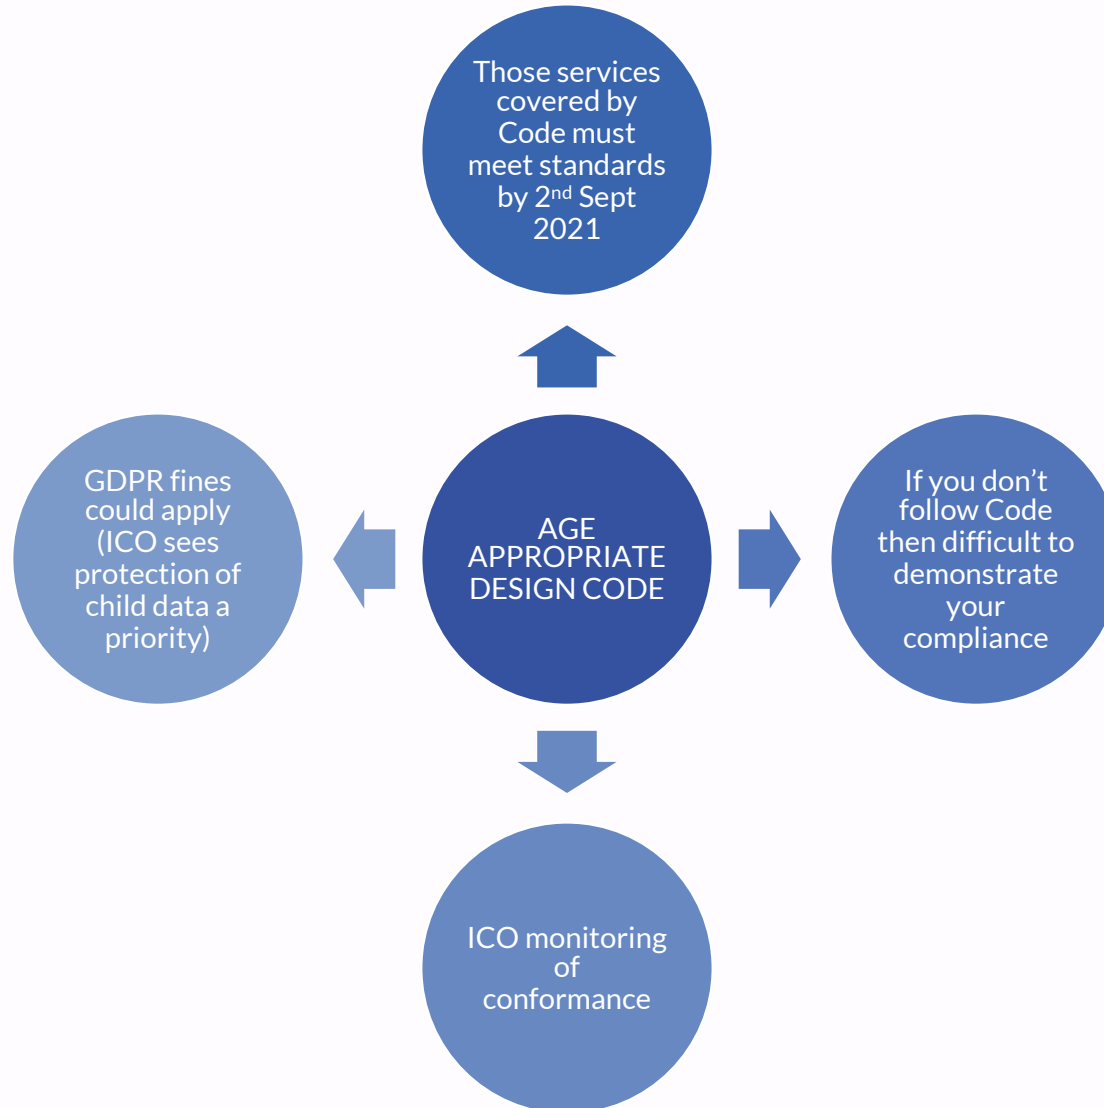 Those services
covered by
Code must
meet standards
by 2nd Sept
2021
GDPR fines
could apply
(ICO sees
protection of
child data a
priority)
AGE
APPROPRIATE
DESIGN CODE
If you don’t
follow Code
then difficult to
demonstrate
your
compliance
ICO monitoring
of
conformance